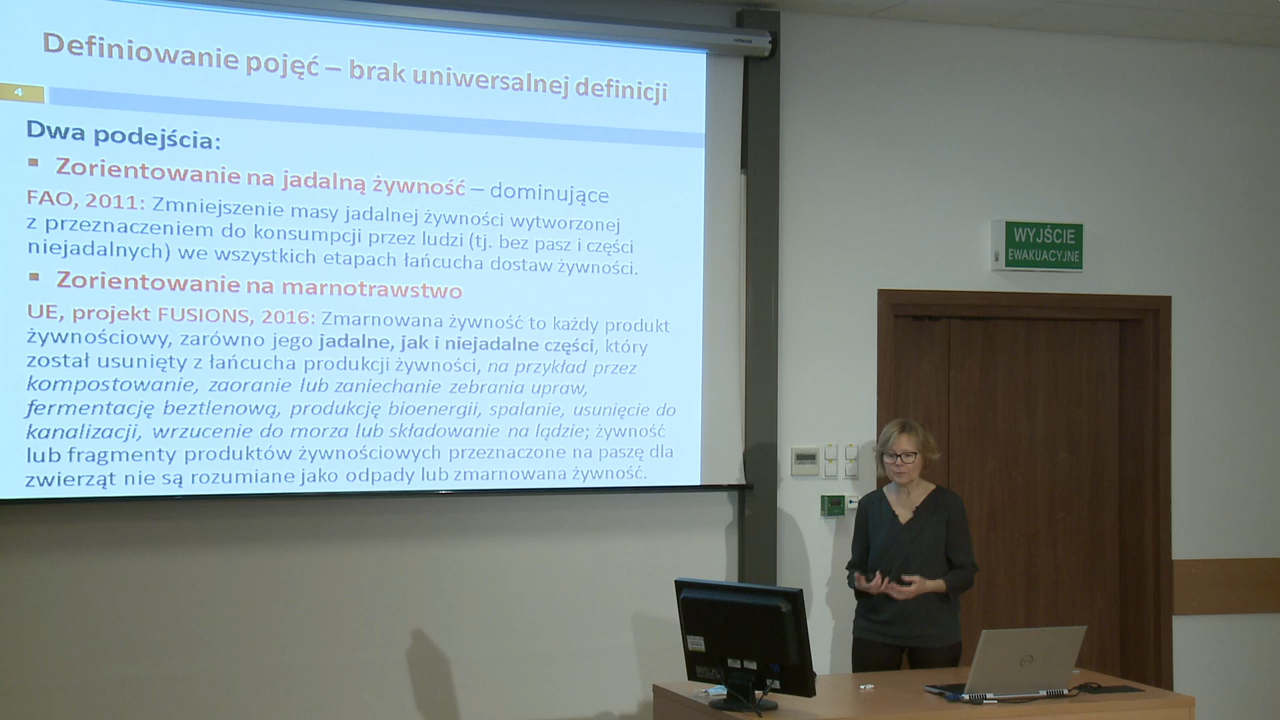 Definiowanie pojęć – brak uniwersalnej definicji
4
Dwa podejścia:
▪ Zorientowanie na jadalną żywność – dominujące
FAO, 2011: Zmniejszenie masy jadalnej żywności wytworzonej
z przeznaczeniem do konsumpcji przez ludzi (tj. bez pasz i części
niejadalnych) we wszystkich etapach łańcucha dostaw żywności.
▪ Zorientowanie na marnotrawstwo
UE, projekt FUSIONS, 2016: Zmarnowana żywność to każdy produkt
żywnościowy, zarówno jego jadalne, jak i niejadalne części, który
został usunięty z łańcucha produkcji żywności, na przykład przez
kompostowanie, zaoranie lub zaniechanie zebrania upraw,
fermentację beztlenową, produkcję bioenergii, spalanie, usunięcie do
kanalizacji, wrzucenie do morza lub składowanie na lądzie; żywność
lub fragmenty produktów żywnościowych przeznaczone na paszę dla
zwierząt nie są rozumiane jako odpady lub zmarnowana żywność.
WYJŚCIE
EWAKUACYJNE